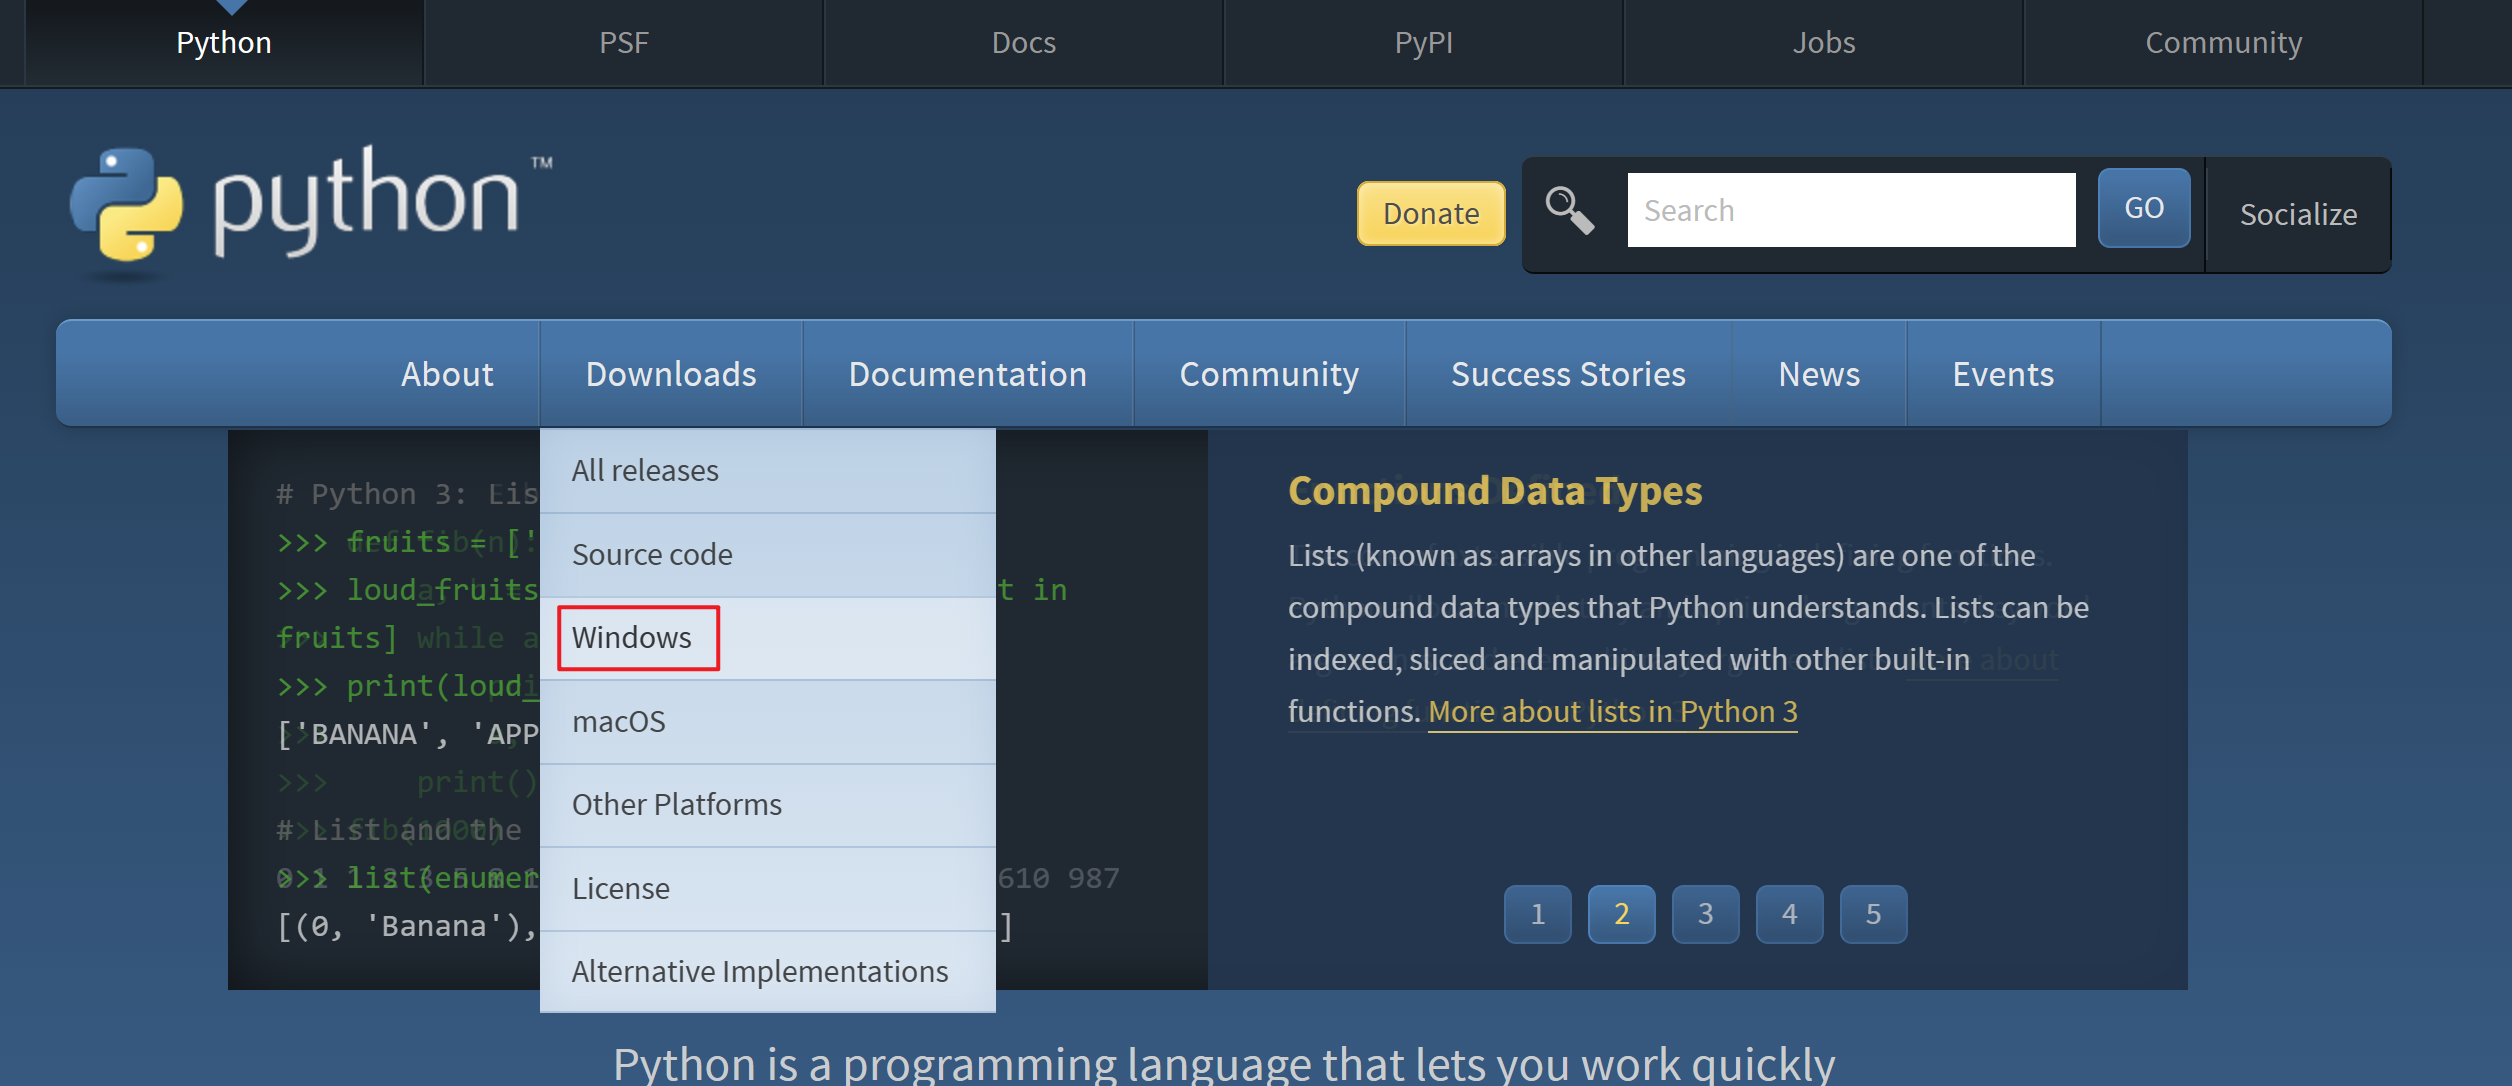 Python
PSF
Docs
PyPI
Jobs
Community
python™
Donate
Search
GO
Socialize
About
Downloads
Documentation
Community
Success Stories
News
Events
All releases
Source code
Windows
macOS
Other Platforms
License
Alternative Implementations
# Python 3:
>>> fruits = ['
>>> loud_fruits
t in
fruits]
while a
>>> print(loud_
['BANANA', 'APP
>>> print()
# List and the
>>> list(enumer
610 987
[(0, 'Banana'),
]
Compound Data Types
Lists (known as arrays in other languages) are one of the
compound data types that Python understands. Lists can be
indexed, sliced and manipulated with other built-in
functions. More about lists in Python 3
1
2
3
4
5
Python is a programming language that lets you work quickly